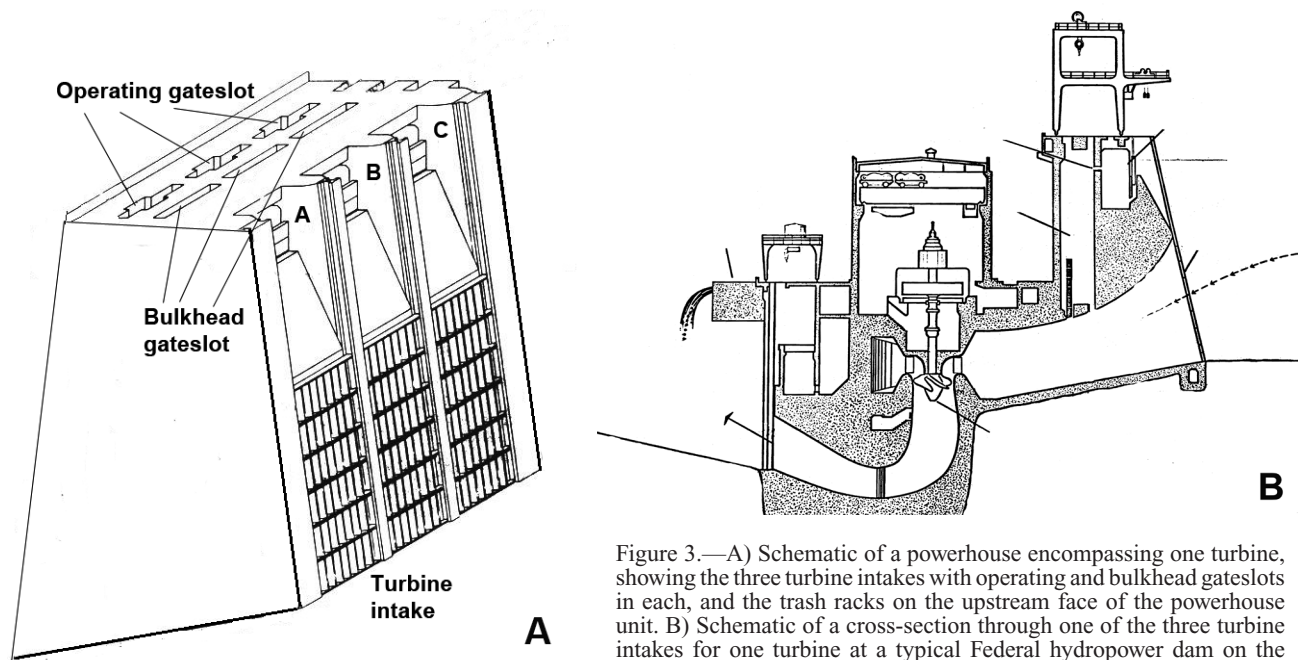 Operating gateslot
C
B
A
Bulkhead
gateslot
Turbine
intake
A
B
Figure 3.—A) Schematic of a powerhouse encompassing one turbine,
showing the three turbine intakes with operating and bulkhead gateslots
in each, and the trash racks on the upstream face of the powerhouse
unit. B) Schematic of a cross-section through one of the three turbine
intakes for one turbine at a typical Federal hydropower dam on the